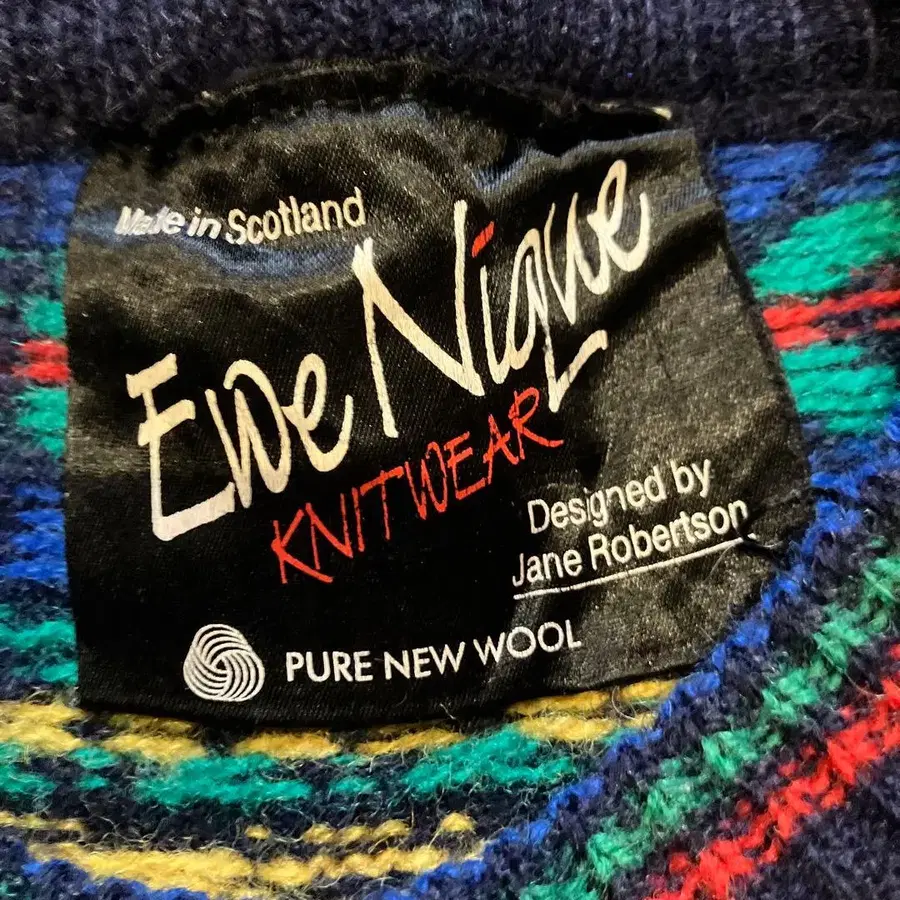 Made in Scotland
Ewe Nique
KNITWEAR
Designed by
Jane Robertson
PURE NEW WOOL